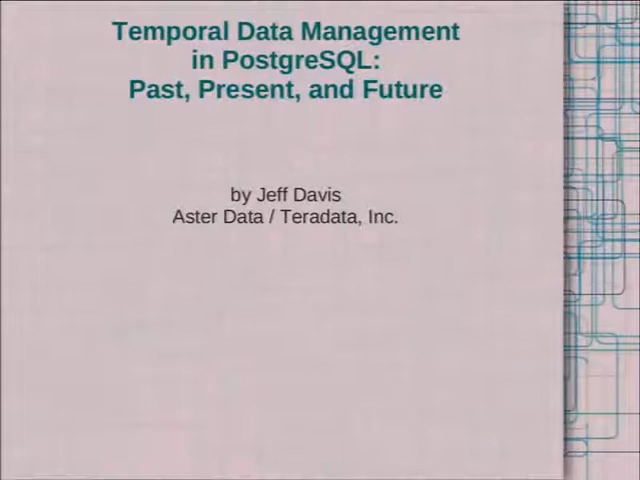 Temporal Data Management
in PostgreSQL:
Past, Present, and Future
by Jeff Davis
Aster Data / Teradata, Inc.